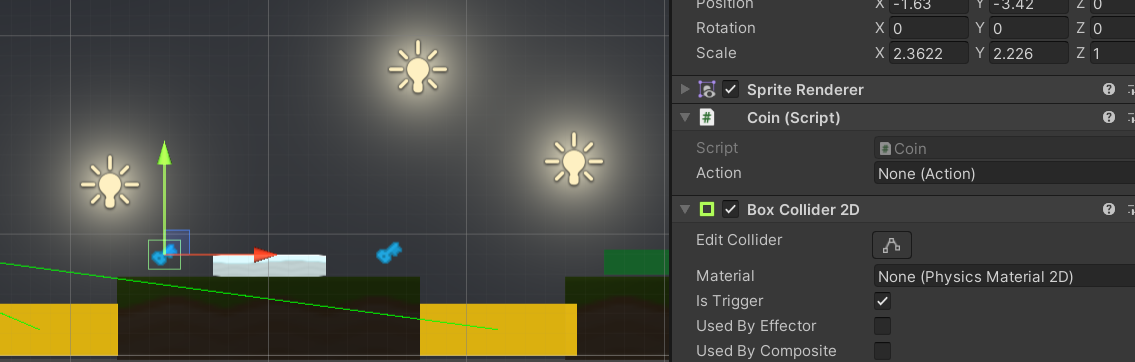 Position X -1.63 Y -3.42 Z 0
Rotation X 0 Y 0 Z 0
Scale X 2.3622 Y 2.226 Z 1
Sprite Renderer
# Coin (Script)
Script # Coin
Action None (Action)
Box Collider 2D
Edit Collider
Material None (Physics Material 2D)
Is Trigger
Used By Effector
Used By Composite